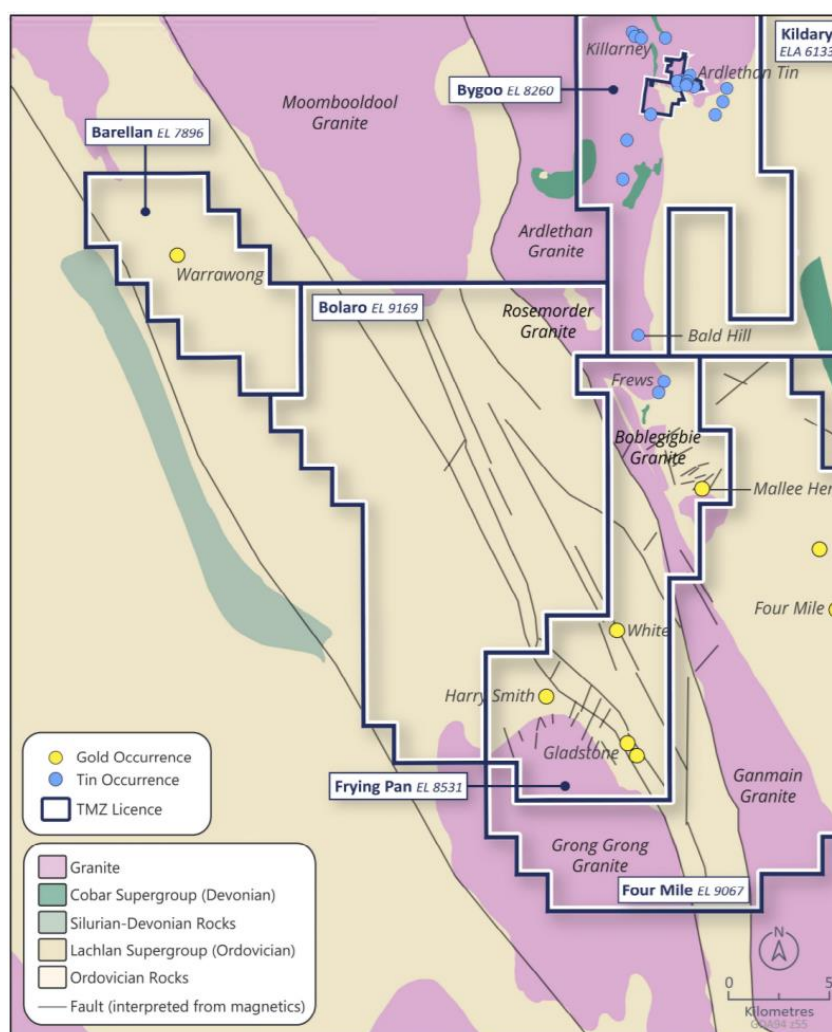 Killarney
Kildary
ELA 6133
Ardlethan Tin
Bygoo EL 8260
Moombooldool
Granite
Barellan EL 7896
Ardlethan
Granite
Warrawong
Bolaro EL 9169
Rosemorder
Granite
Bald Hill
Frews
Boblegigbie
Granite
Mallee Her
Four Mile
White
Harry Smith
Gladstone
Frying Pan EL 8531
Ganmain
Granite
Grong Grong
Granite
Four Mile EL 9067
Gold Occurrence
Tin Occurrence
TMZ Licence
Granite
Cobar Supergroup (Devonian)
Silurian-Devonian Rocks
Lachlan Supergroup (Ordovician)
Ordovician Rocks
Fault (interpreted from magnetics)
N
0 5
Kilometres
GDA94 z55